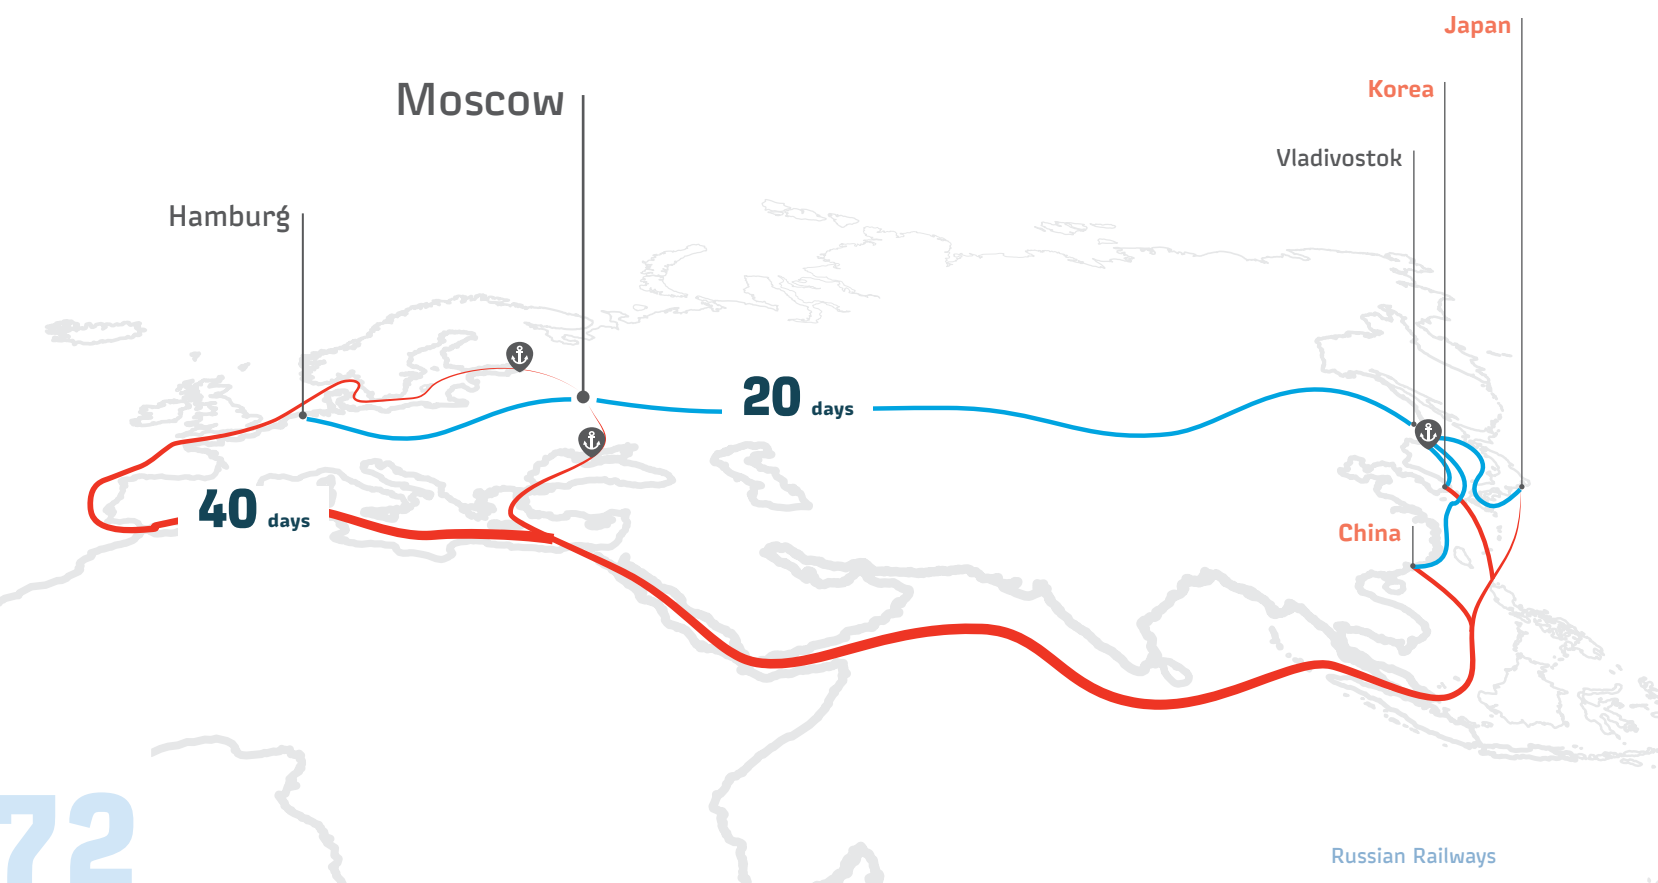 Japan
Korea
Moscow
Vladivostok
Hamburg
20 days
40 days
China
72
Russian Railways